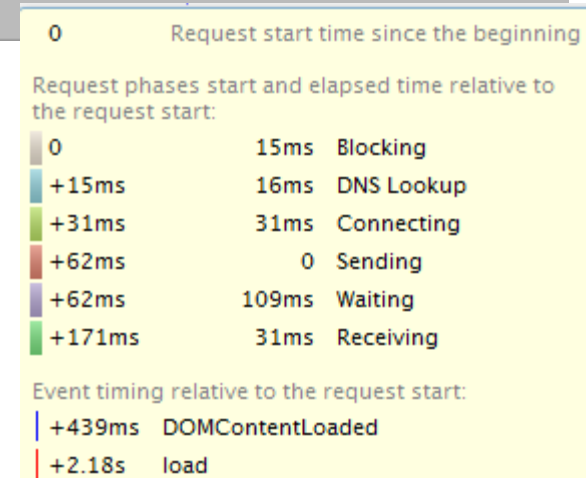 0 Request start time since the beginning
Request phases start and elapsed time relative to
the request start:
0 15ms Blocking
+15ms 16ms DNS Lookup
+31ms 31ms Connecting
+62ms 0 Sending
+62ms 109ms Waiting
+171ms 31ms Receiving
Event timing relative to the request start:
+439ms DOMContentLoaded
+2.18s load